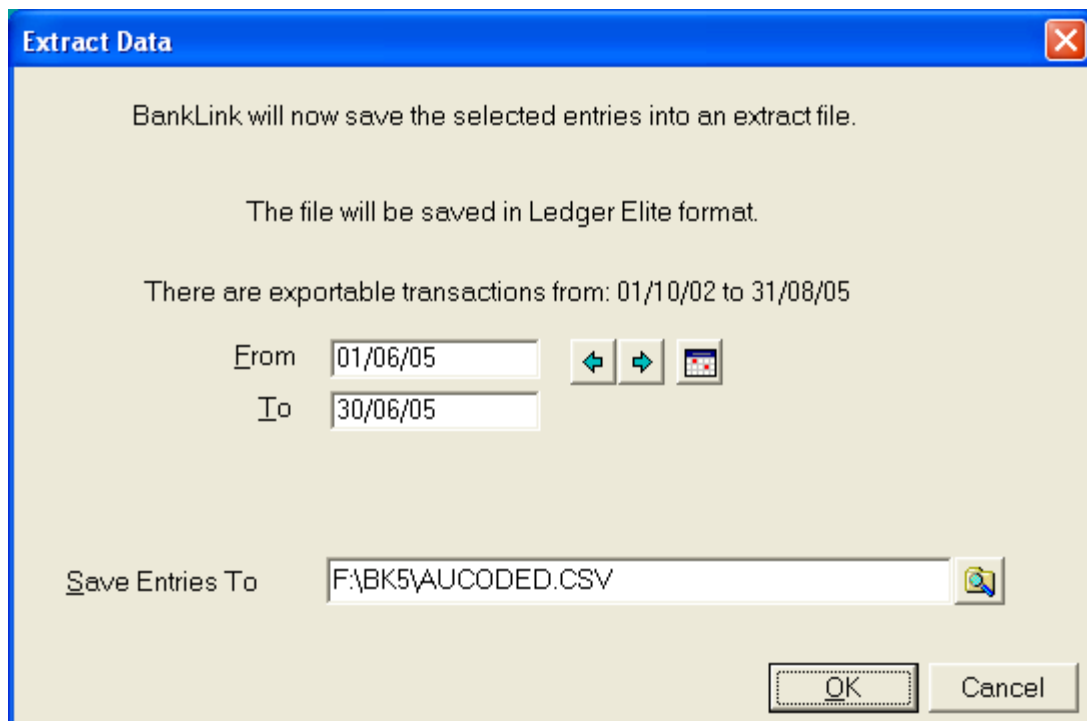 Extract Data
BankLink will now save the selected entries into an extract file.
The file will be saved in Ledger Elite format.
There are exportable transactions from: 01/10/02 to 31/08/05
From 01/06/05
To 30/06/05
Save Entries To F:\BK5\AUCODED.CSV
OK Cancel